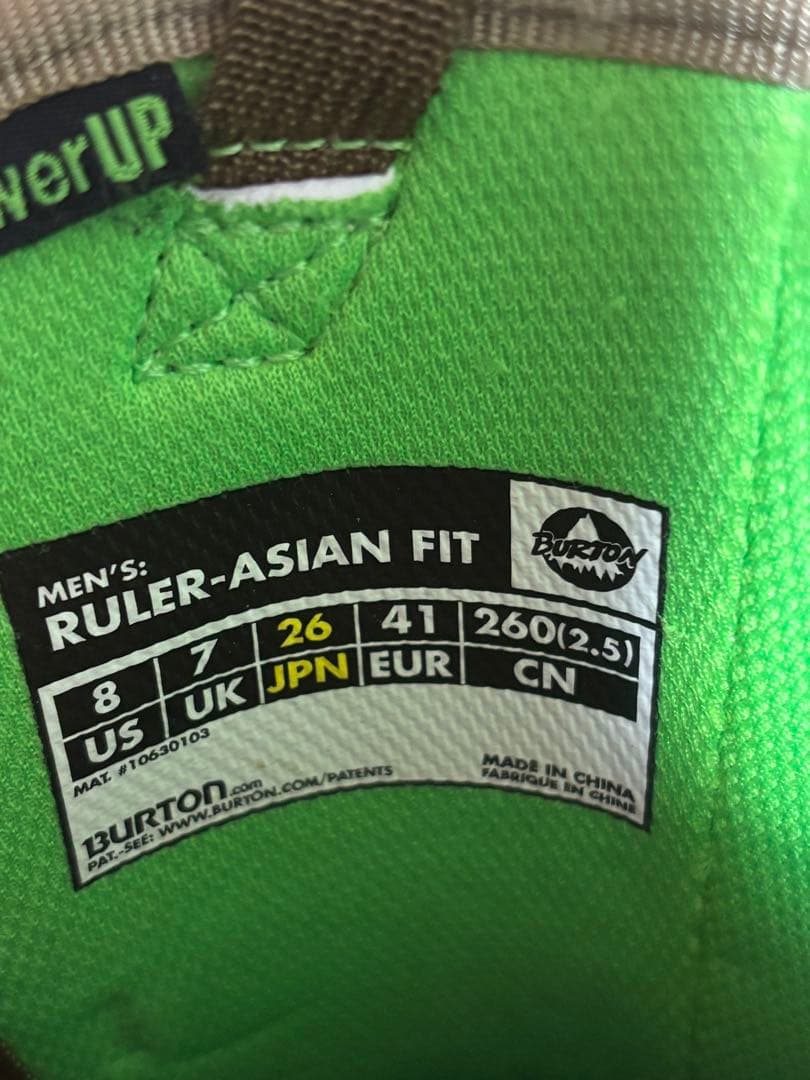 werUP
MEN'S:
RULER-ASIAN FIT
BURTON
8 7 26 41 260(2.5)
US UK JPN EUR CN
MAT. #10630103
BURTON.com
PAT.-SEE: WWW.BURTON.COM/PATENTS
MADE IN CHINA
FABRIQUE EN CHINE